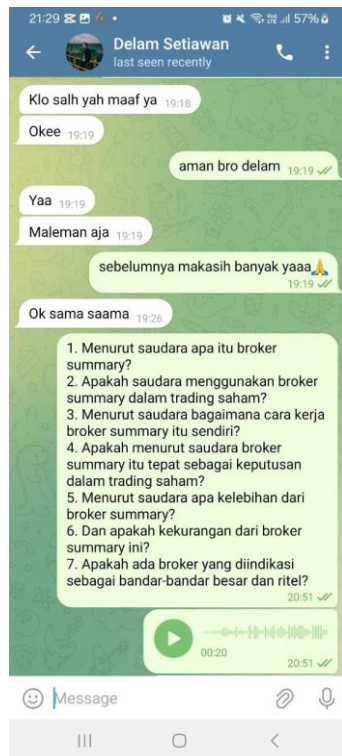 21:29
57%
Delam Setiawan
last seen recently
Klo salh yah maaf ya 19:18
Okee 19:19
aman bro delam 19:19
Yaa 19:19
Maleman aja 19:19
sebelumnya makasih banyak yaaa🙏
19:19
Ok sama saama 19:26
1. Menurut saudara apa itu broker
summary?
2. Apakah saudara menggunakan broker
summary dalam trading saham?
3. Menurut saudara bagaimana cara kerja
broker summary itu sendiri?
4. Apakah menurut saudara broker
summary itu tepat sebagai keputusan
dalam trading saham?
5. Menurut saudara apa kelebihan dari
broker summary?
6. Dan apakah kekurangan dari broker
summary ini?
7. Apakah ada broker yang diindikasi
sebagai bandar-bandar besar dan ritel?
20:51
00:20
20:51
Message